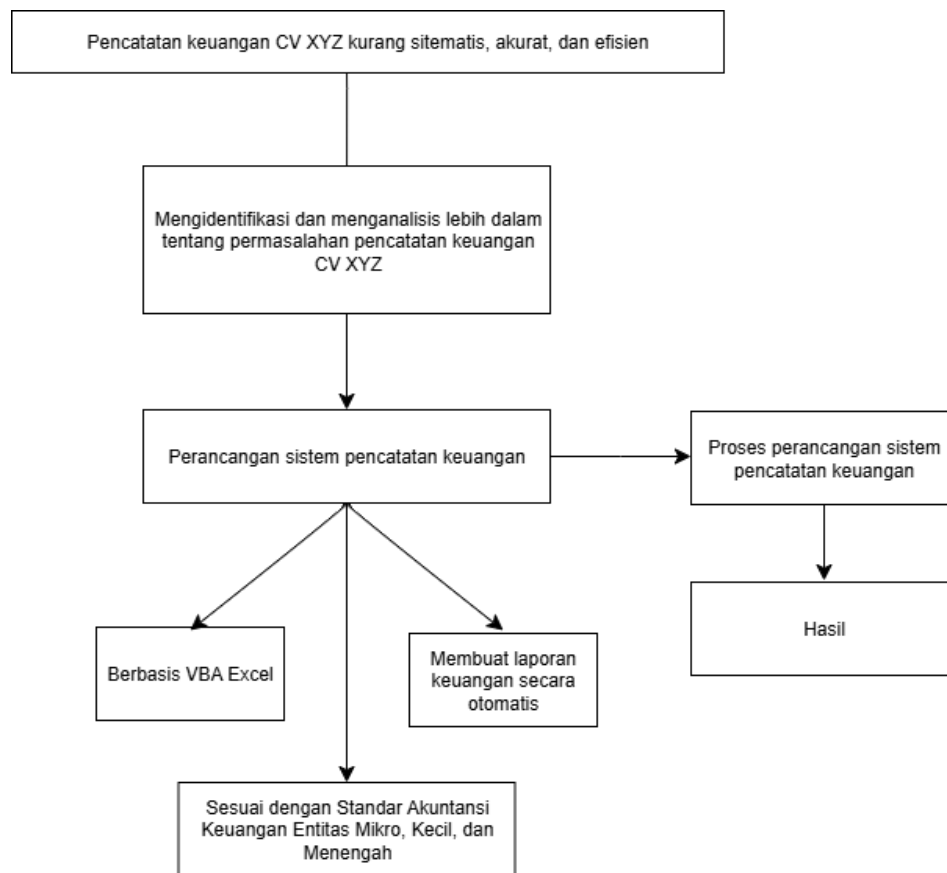 Pencatatan keuangan CV XYZ kurang sitematis, akurat, dan efisien
Mengidentifikasi dan menganalisis lebih dalam
tentang permasalahan pencatatan keuangan
CV XYZ
Perancangan sistem pencatatan keuangan
Proses perancangan sistem
pencatatan keuangan
Hasil
Berbasis VBA Excel
Membuat laporan
keuangan secara
otomatis
Sesuai dengan Standar Akuntansi
Keuangan Entitas Mikro, Kecil, dan
Menengah